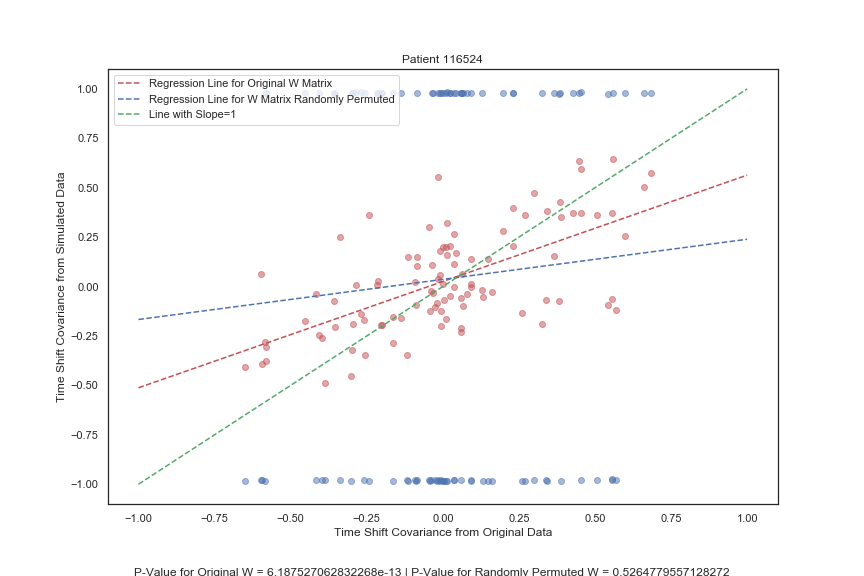 Patient 116524
Regression Line for Original W Matrix
Regression Line for W Matrix Randomly Permuted
Line with Slope=1
1.00
0.75
0.50
0.25
0.00
−0.25
−0.50
−0.75
−1.00
Time Shift Covariance from Simulated Data
−1.00 −0.75 −0.50 −0.25 0.00 0.25 0.50 0.75 1.00
Time Shift Covariance from Original Data
P-Value for Original W = 6.187527062832268e-13 | P-Value for Randomly Permuted W = 0.5264779557128272